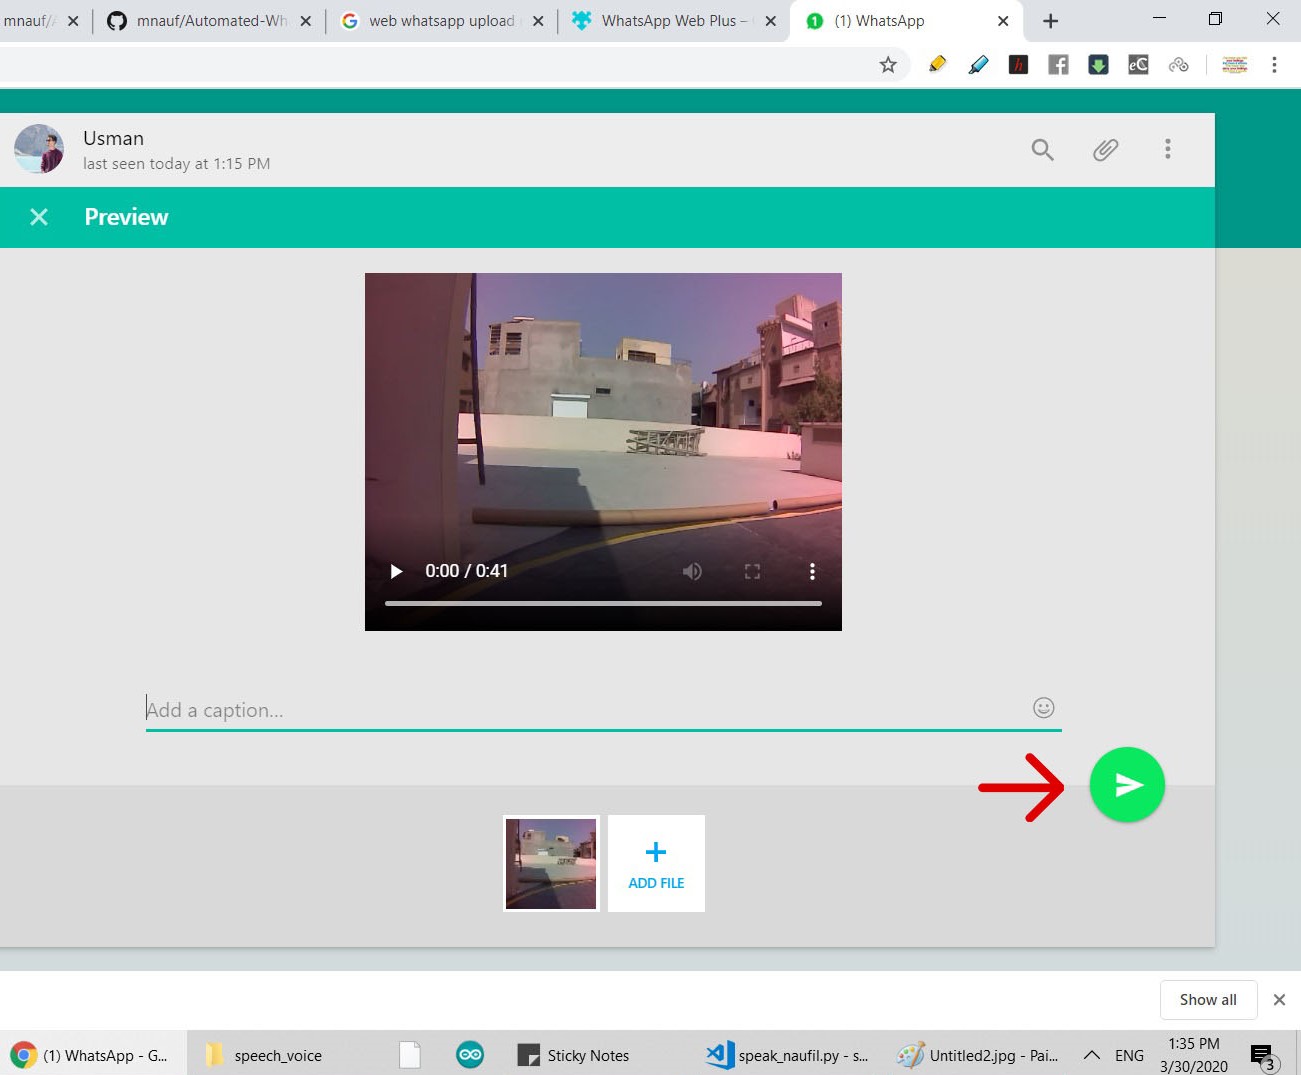 mnauf/A
mnauf/Automated-Wh
web whatsapp upload
WhatsApp Web Plus –
1
(1) WhatsApp
h
eC
Usman
last seen today at 1:15 PM
Preview
0:00 / 0:41
Add a caption...
ADD FILE
Show all
(1) WhatsApp - G...
speech_voice
Sticky Notes
speak_naufil.py - s...
Untitled2.jpg - Pai...
ENG
1:35 PM
3/30/2020
3